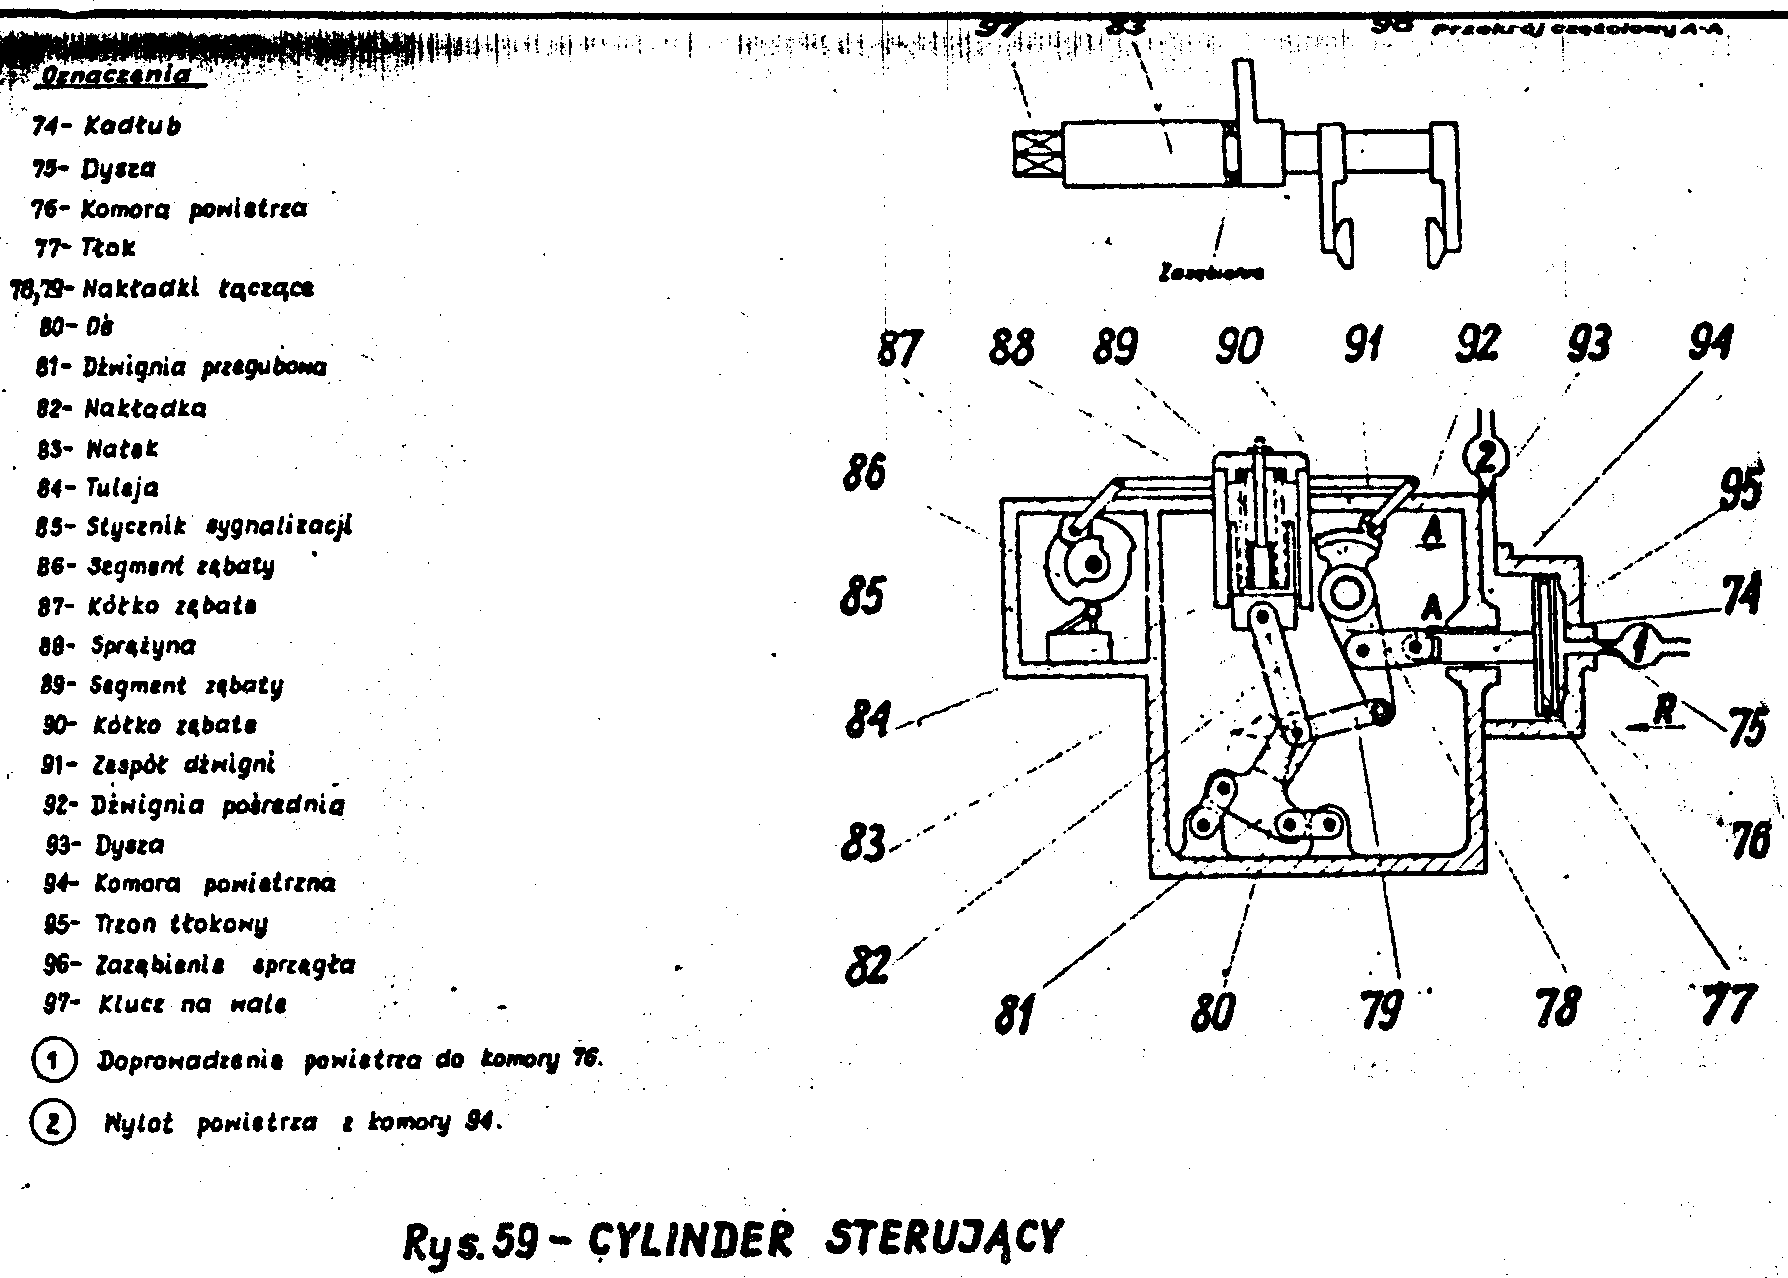 97 83 96 Przekrój częściowy A-A
Oznaczenia
74- Kadłub
75- Dysza
76- Komora powietrza
77- Tłok
78,79- Nakładki łączące
80- Oś
81- Dźwignia przegubowa
82- Nakładka
83- Wałek
84- Tuleja
85- Stycznik sygnalizacji
86- Segment zębaty
87- Kółko zębate
88- Sprężyna
89- Segment zębaty
90- Kółko zębate
91- Zespół dźwigni
92- Dźwignia pośrednia
93- Dysza
94- Komora powietrzna
95- Trzon tłokowy
96- Zazębienie sprzęgła
97- Klucz na wale
1 Doprowadzenie powietrza do komory 76.
2 Wylot powietrza z komory 94.
Zazębienie
87 88 89 90 91 92 93 94
86 2 95
A
85 A 74
1
84 R 75
83 76
82
81 80 79 78 77
Rys.59 - CYLINDER STERUJĄCY